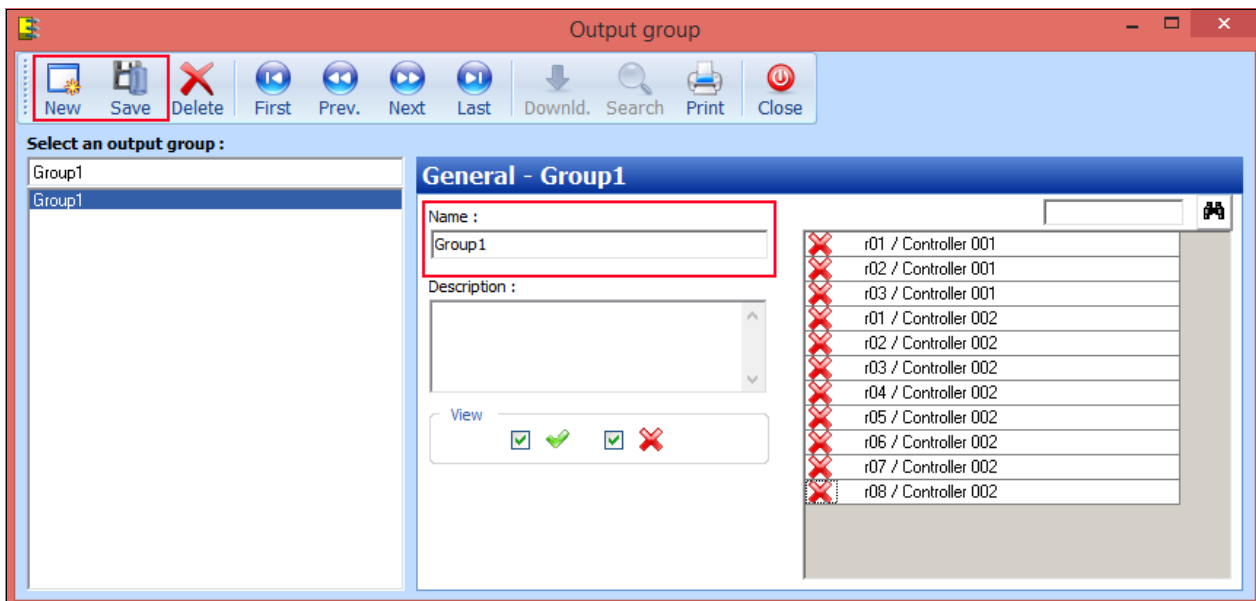 Output group
New Save Delete First Prev. Next Last Downld. Search Print Close
Select an output group :
Group1
Group1
General - Group1
Name :
Group1
Description :
View
r01 / Controller 001
r02 / Controller 001
r03 / Controller 001
r01 / Controller 002
r02 / Controller 002
r03 / Controller 002
r04 / Controller 002
r05 / Controller 002
r06 / Controller 002
r07 / Controller 002
r08 / Controller 002